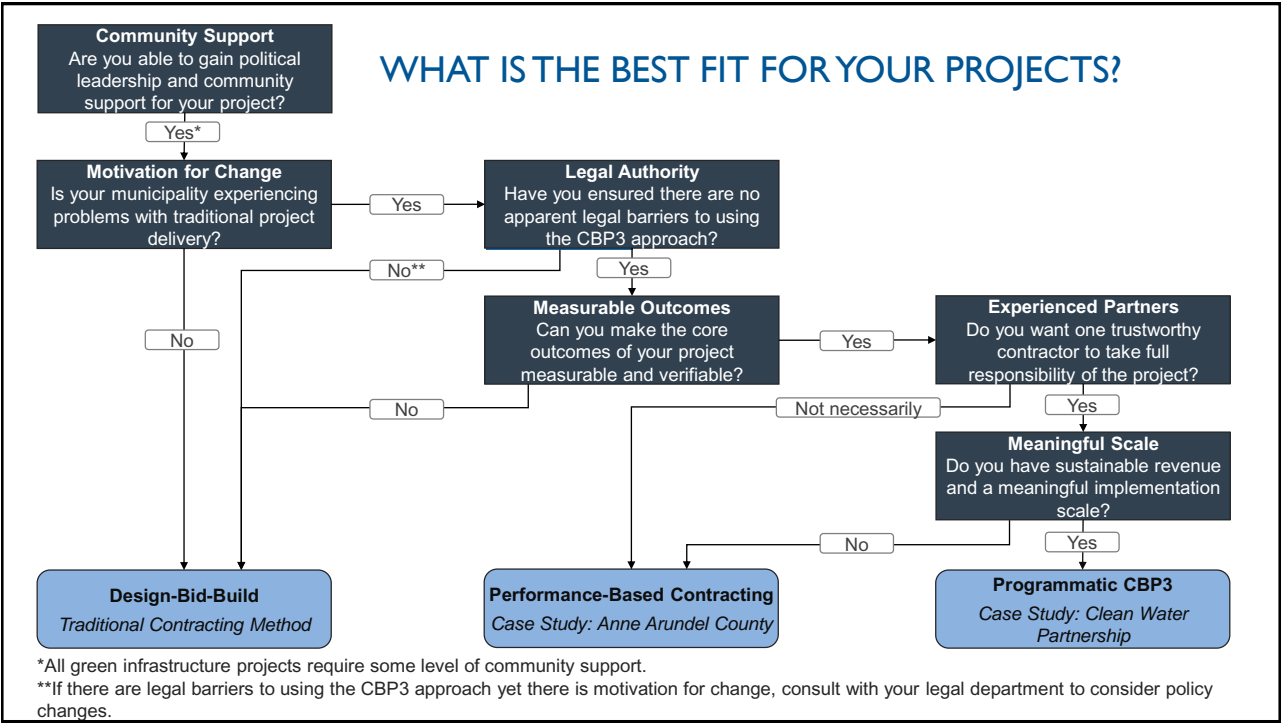 WHAT IS THE BEST FIT FOR YOUR PROJECTS?
Community Support
Are you able to gain political
leadership and community
support for your project?
Yes*
Motivation for Change
Is your municipality experiencing
problems with traditional project
delivery?
Yes
Legal Authority
Have you ensured there are no
apparent legal barriers to using
the CBP3 approach?
No**
Yes
No
Measurable Outcomes
Can you make the core
outcomes of your project
measurable and verifiable?
Yes
Experienced Partners
Do you want one trustworthy
contractor to take full
responsibility of the project?
No
Not necessarily
Yes
Meaningful Scale
Do you have sustainable revenue
and a meaningful implementation
scale?
No
Yes
Design-Bid-Build
Traditional Contracting Method
Performance-Based Contracting
Case Study: Anne Arundel County
Programmatic CBP3
Case Study: Clean Water
Partnership
*All green infrastructure projects require some level of community support.
**If there are legal barriers to using the CBP3 approach yet there is motivation for change, consult with your legal department to consider policy
changes.